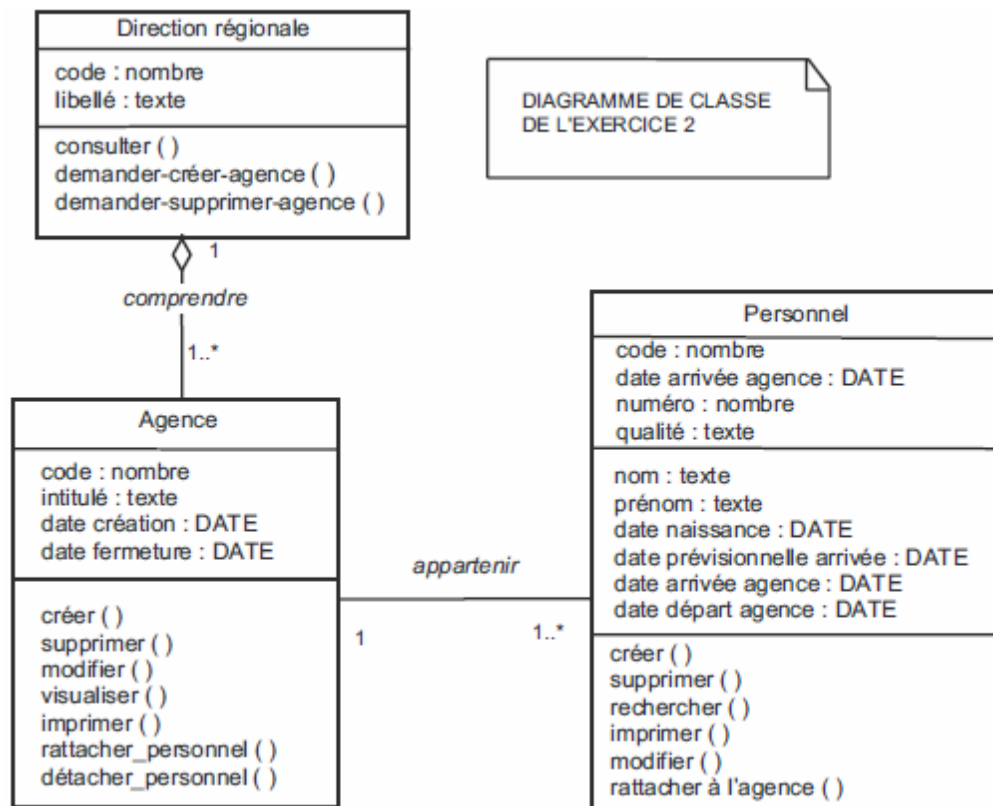 Direction régionale
code : nombre
libellé : texte
consulter ( )
demander-créer-agence ( )
demander-supprimer-agence ( )
DIAGRAMME DE CLASSE
DE L'EXERCICE 2
1
comprendre
1..*
Agence
code : nombre
intitulé : texte
date création : DATE
date fermeture : DATE
créer ( )
supprimer ( )
modifier ( )
visualiser ( )
imprimer ( )
rattacher_personnel ( )
détacher_personnel ( )
appartenir
1
1..*
Personnel
code : nombre
date arrivée agence : DATE
numéro : nombre
qualité : texte
nom : texte
prénom : texte
date naissance : DATE
date prévisionnelle arrivée : DATE
date arrivée agence : DATE
date départ agence : DATE
créer ( )
supprimer ( )
rechercher ( )
imprimer ( )
modifier ( )
rattacher à l'agence ( )